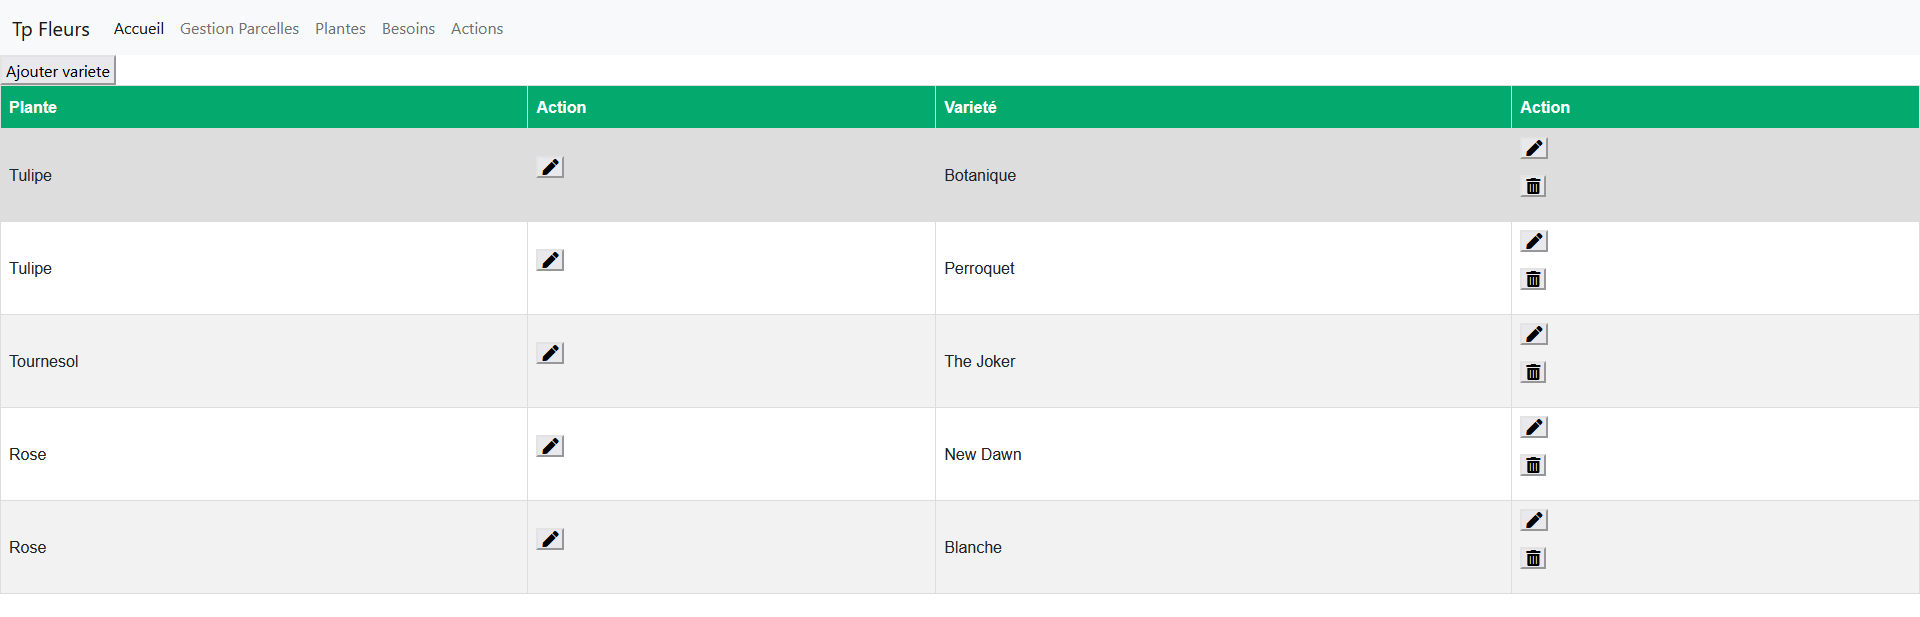 Tp Fleurs Accueil Gestion Parcelles Plantes Besoins Actions
Ajouter variete
Plante Action Varieté Action
Tulipe Botanique
Tulipe Perroquet
Tournesol The Joker
Rose New Dawn
Rose Blanche